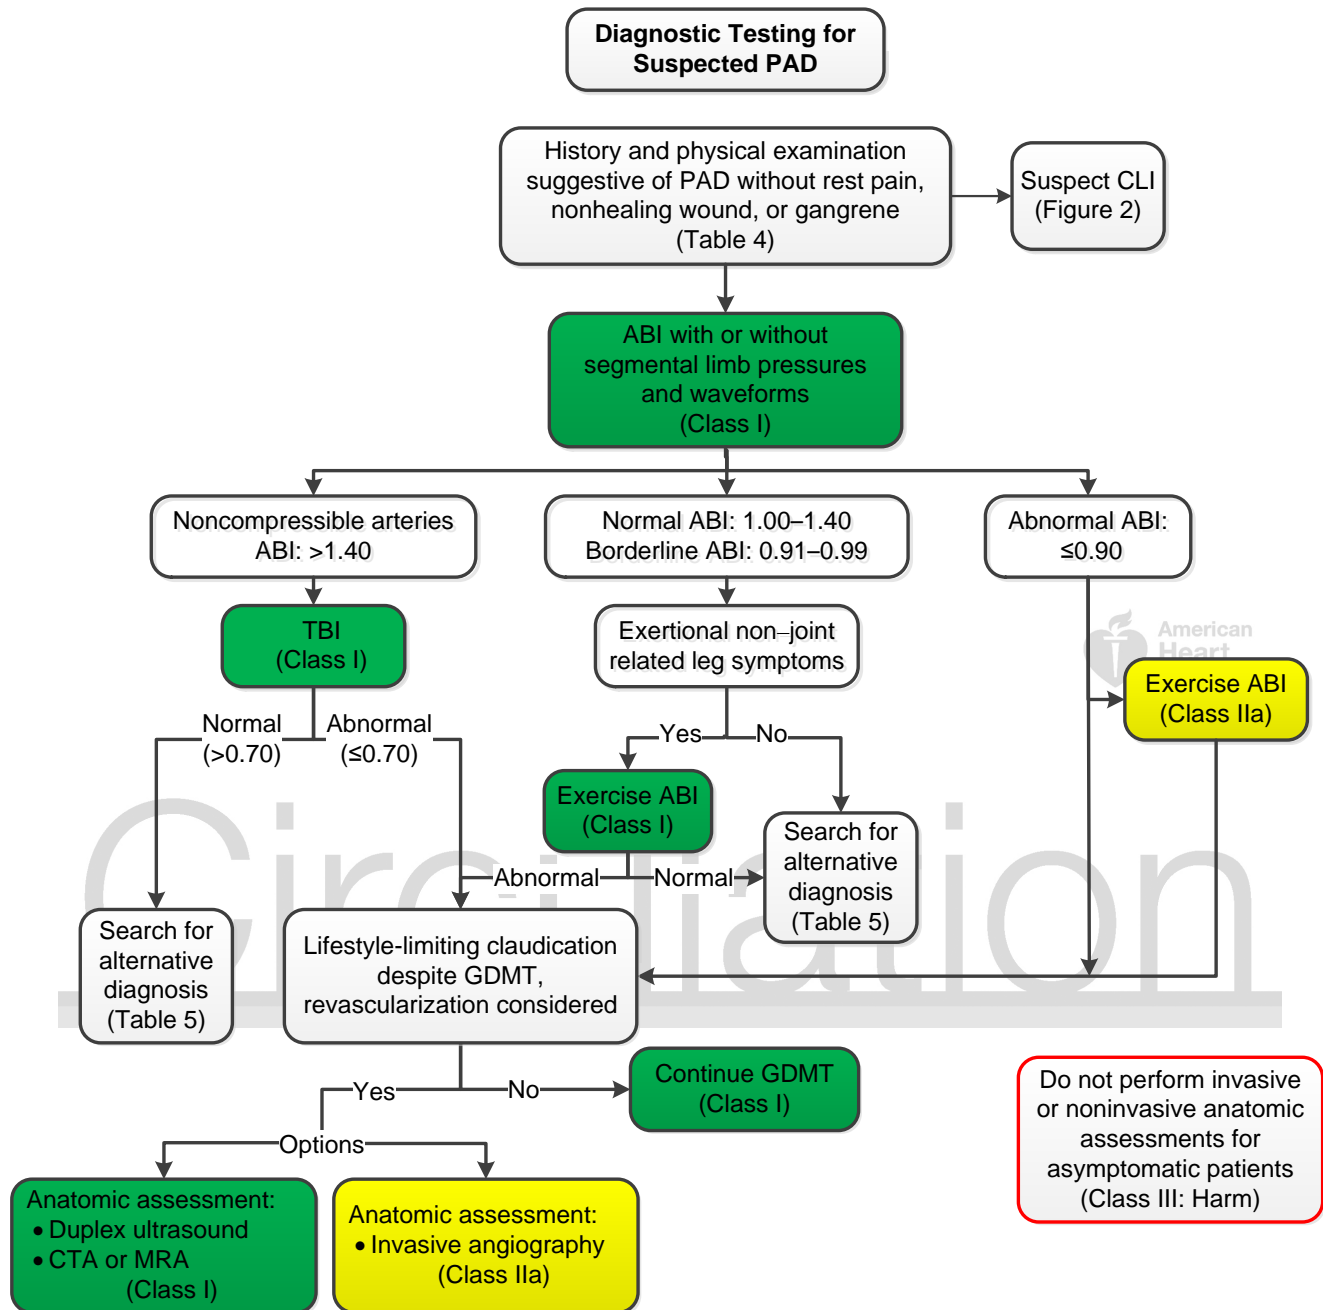 Diagnostic Testing for
Suspected PAD
History and physical examination
suggestive of PAD without rest pain,
nonhealing wound, or gangrene
(Table 4)
Suspect CLI
(Figure 2)
ABI with or without
segmental limb pressures
and waveforms
(Class I)
Noncompressible arteries
ABI: >1.40
Normal ABI: 1.00–1.40
Borderline ABI: 0.91–0.99
Abnormal ABI:
≤0.90
TBI
(Class I)
Exertional non–joint
related leg symptoms
American
Heart
Exercise ABI
(Class IIa)
Normal
(>0.70)
Abnormal
(≤0.70)
Yes
No
Exercise ABI
(Class I)
Search for
alternative
diagnosis
(Table 5)
Abnormal
Normal
Search for
alternative
diagnosis
(Table 5)
Lifestyle-limiting claudication
despite GDMT,
revascularization considered
Yes
No
Continue GDMT
(Class I)
Do not perform invasive
or noninvasive anatomic
assessments for
asymptomatic patients
(Class III: Harm)
Options
Anatomic assessment:
• Duplex ultrasound
• CTA or MRA
(Class I)
Anatomic assessment:
• Invasive angiography
(Class IIa)